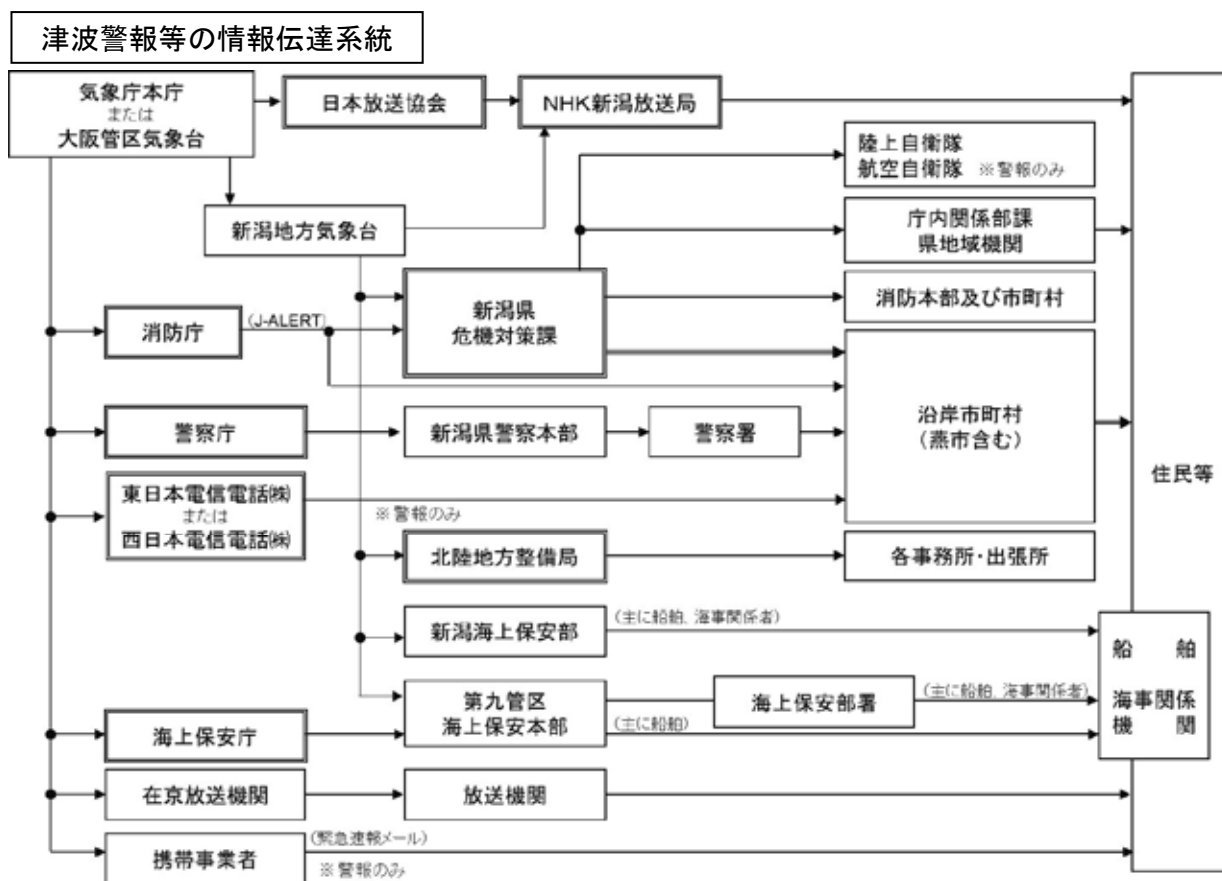 津波警報等の情報伝達系統
気象庁本庁
または
大阪管区気象台
日本放送協会
NHK新潟放送局
陸上自衛隊
航空自衛隊 ※警報のみ
新潟地方気象台
庁内関係部課
県地域機関
消防庁
(J-ALERT)
新潟県
危機対策課
消防本部及び市町村
沿岸市町村
(燕市含む)
警察庁
新潟県警察本部
警察署
住民等
東日本電信電話㈱
または
西日本電信電話㈱
※警報のみ
北陸地方整備局
各事務所・出張所
新潟海上保安部
(主に船舶、海事関係者)
船舶
海事関係
機関
第九管区
海上保安本部
海上保安部署
(主に船舶、海事関係者)
(主に船舶)
海上保安庁
在京放送機関
放送機関
携帯事業者
(緊急速報メール)
※警報のみ